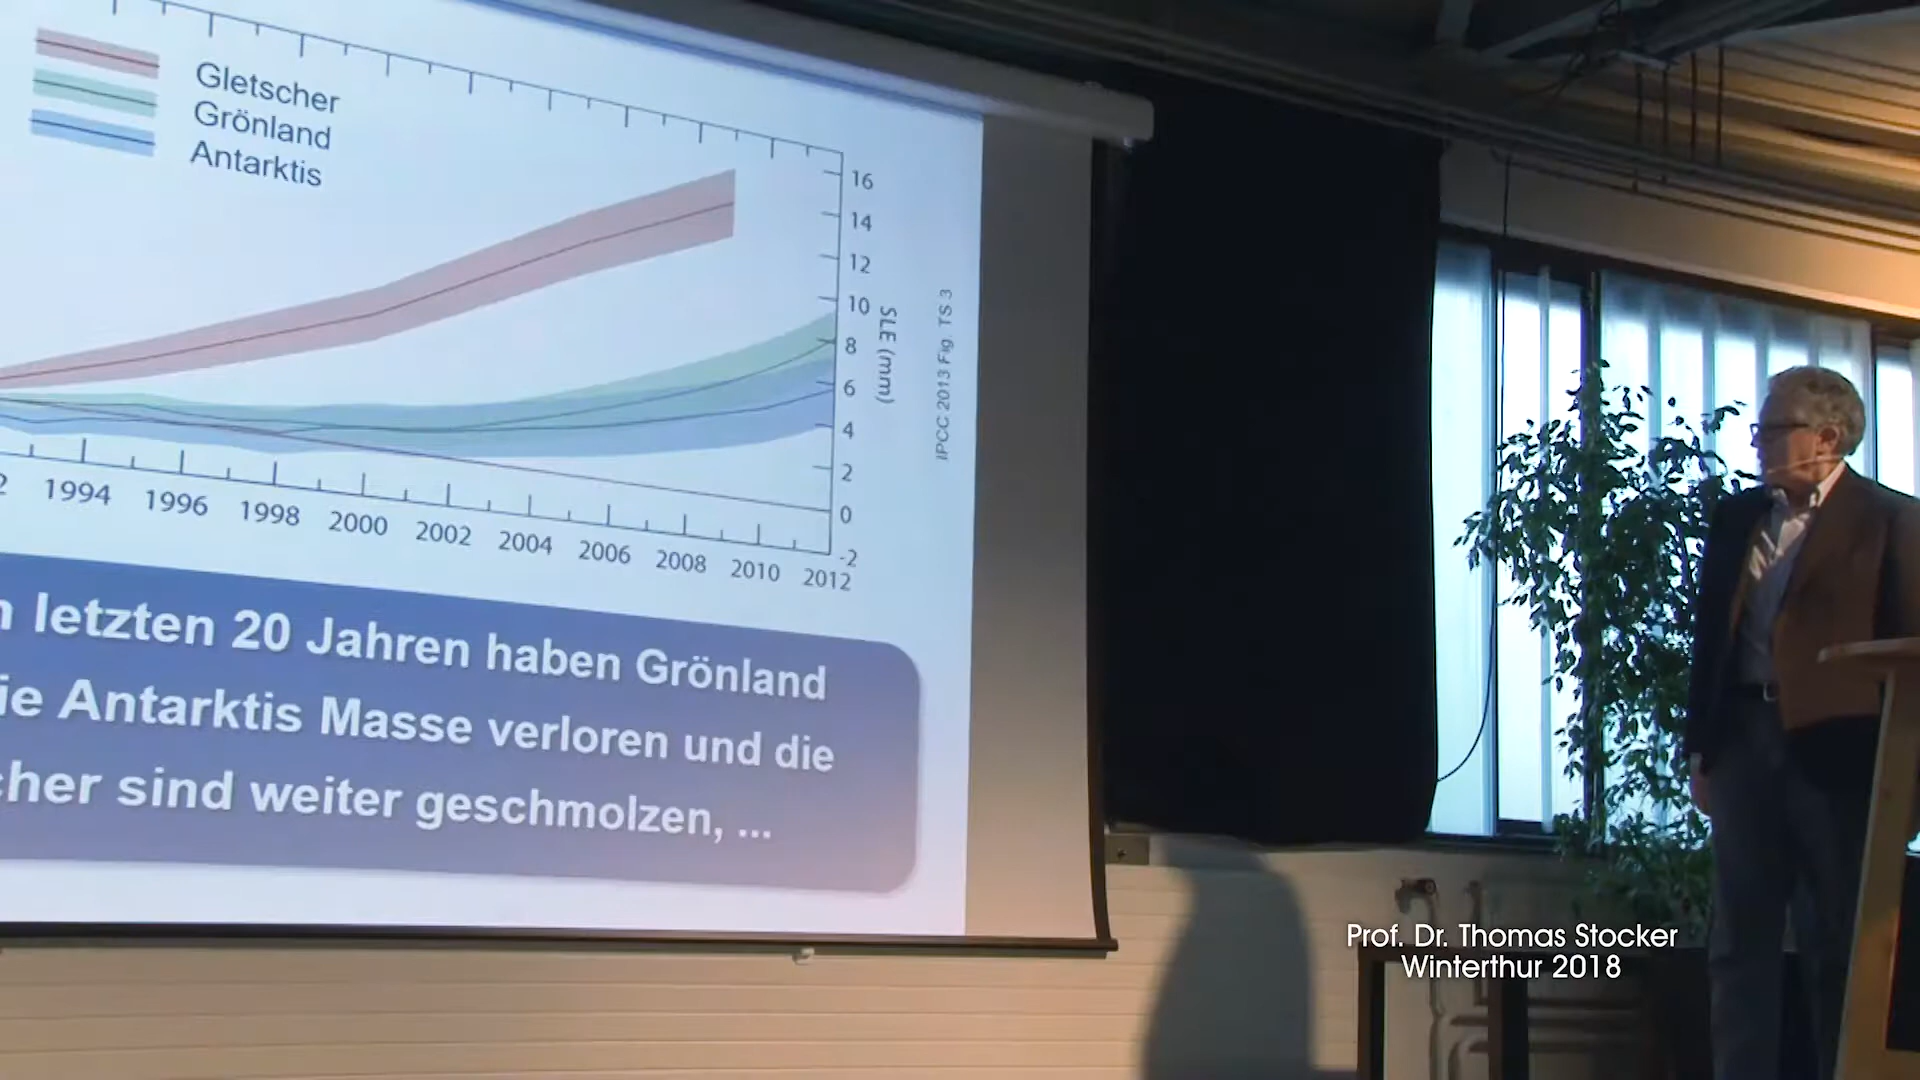 Gletscher
Grönland
Antarktis
16
14
12
10
8
6
4
2
0
-2
SLE (mm)
IPCC 2013 Fig TS 3
2 1994 1996 1998 2000 2002 2004 2006 2008 2010 2012
n letzten 20 Jahren haben Grönland
ie Antarktis Masse verloren und die
cher sind weiter geschmolzen, ...
Prof. Dr. Thomas Stocker
Winterthur 2018